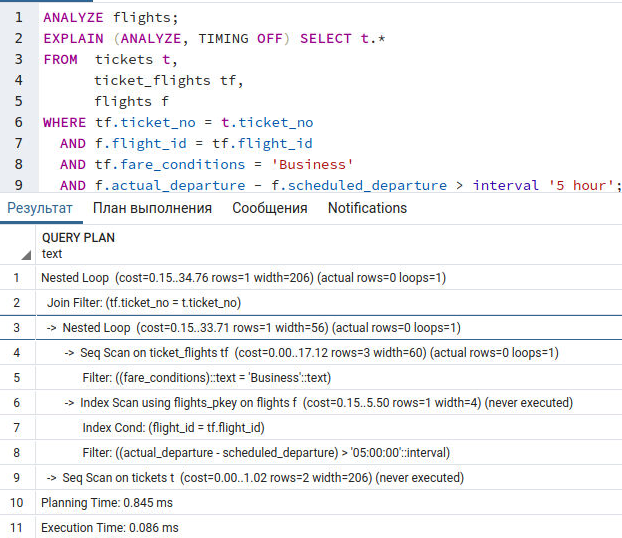 1 ANALYZE flights;
2 EXPLAIN (ANALYZE, TIMING OFF) SELECT t.*
3 FROM tickets t,
4 ticket_flights tf,
5 flights f
6 WHERE tf.ticket_no = t.ticket_no
7 AND f.flight_id = tf.flight_id
8 AND tf.fare_conditions = 'Business'
9 AND f.actual_departure - f.scheduled_departure > interval '5 hour';
Результат План выполнения Сообщения Notifications
QUERY PLAN
text
1 Nested Loop (cost=0.15..34.76 rows=1 width=206) (actual rows=0 loops=1)
2 Join Filter: (tf.ticket_no = t.ticket_no)
3 -> Nested Loop (cost=0.15..33.71 rows=1 width=56) (actual rows=0 loops=1)
4 -> Seq Scan on ticket_flights tf (cost=0.00..17.12 rows=3 width=60) (actual rows=0 loops=1)
5 Filter: ((fare_conditions)::text = 'Business'::text)
6 -> Index Scan using flights_pkey on flights f (cost=0.15..5.50 rows=1 width=4) (never executed)
7 Index Cond: (flight_id = tf.flight_id)
8 Filter: ((actual_departure - scheduled_departure) > '05:00:00'::interval)
9 -> Seq Scan on tickets t (cost=0.00..1.02 rows=2 width=206) (never executed)
10 Planning Time: 0.845 ms
11 Execution Time: 0.086 ms